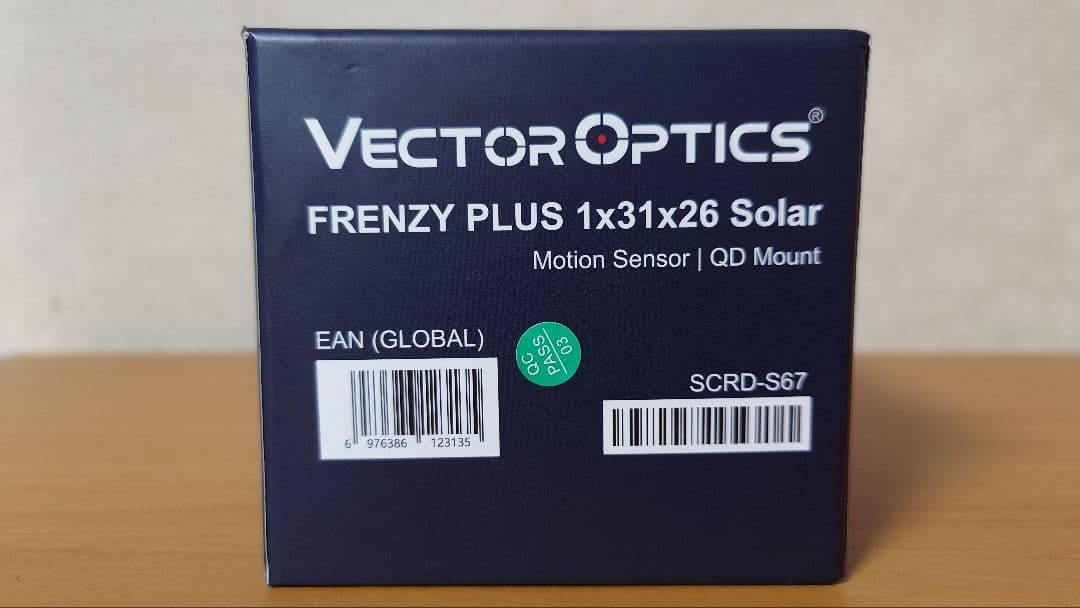 VECTOR OPTICS®
FRENZY PLUS 1x31x26 Solar
Motion Sensor | QD Mount
EAN (GLOBAL)
QC
PASS
03
SCRD-S67
6 976386 123135